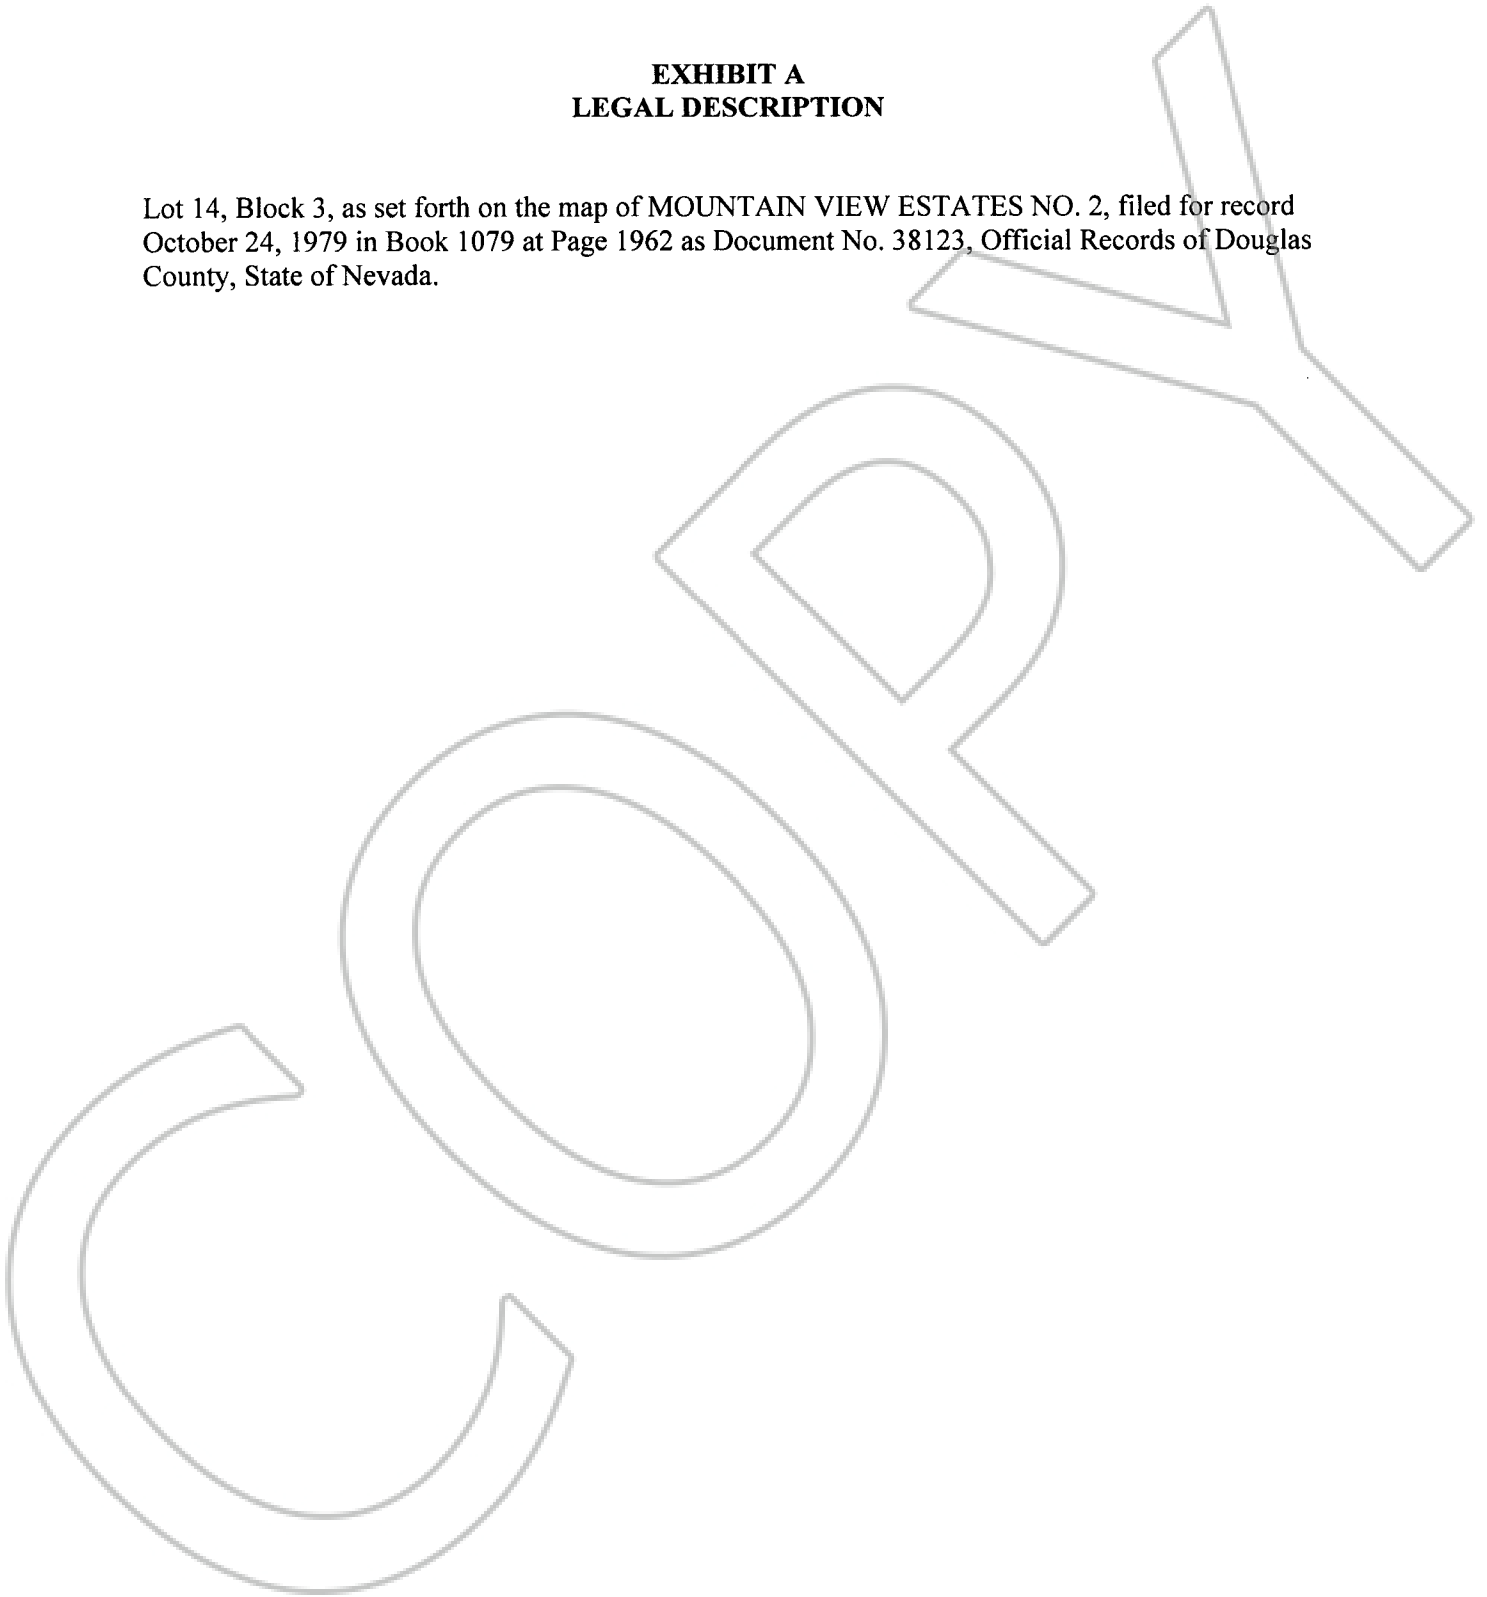 EXHIBIT A
LEGAL DESCRIPTION
Lot 14, Block 3, as set forth on the map of MOUNTAIN VIEW ESTATES NO. 2, filed for record
October 24, 1979 in Book 1079 at Page 1962 as Document No. 38123, Official Records of Douglas
County, State of Nevada.
COPY